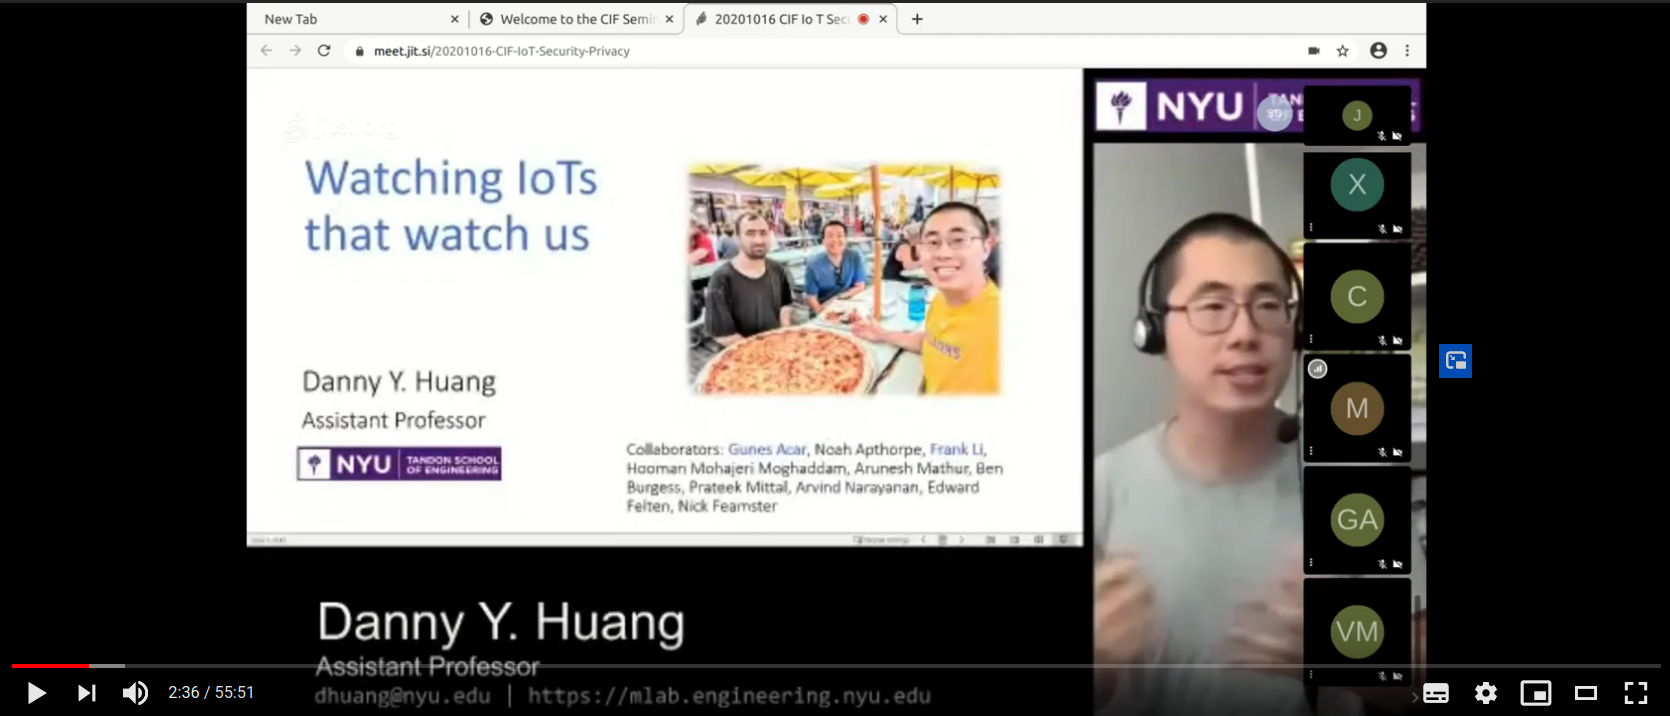 New Tab
Welcome to the CIF Semin
20201016 CIF Io T Secu
meet.jit.si/20201016-CIF-IoT-Security-Privacy
Watching IoTs
that watch us
Danny Y. Huang
Assistant Professor
NYU
TANDON SCHOOL
OF ENGINEERING
Collaborators: Gunes Acar, Noah Apthorpe, Frank Li,
Hooman Mohajeri Moghaddam, Arunesh Mathur, Ben
Burgess, Prateek Mittal, Arvind Narayanan, Edward
Felten, Nick Feamster
NYU
J
X
C
M
GA
VM
Danny Y. Huang
Assistant Professor
dhuang@nyu.edu | https://mlab.engineering.nyu.edu
2:36 / 55:51